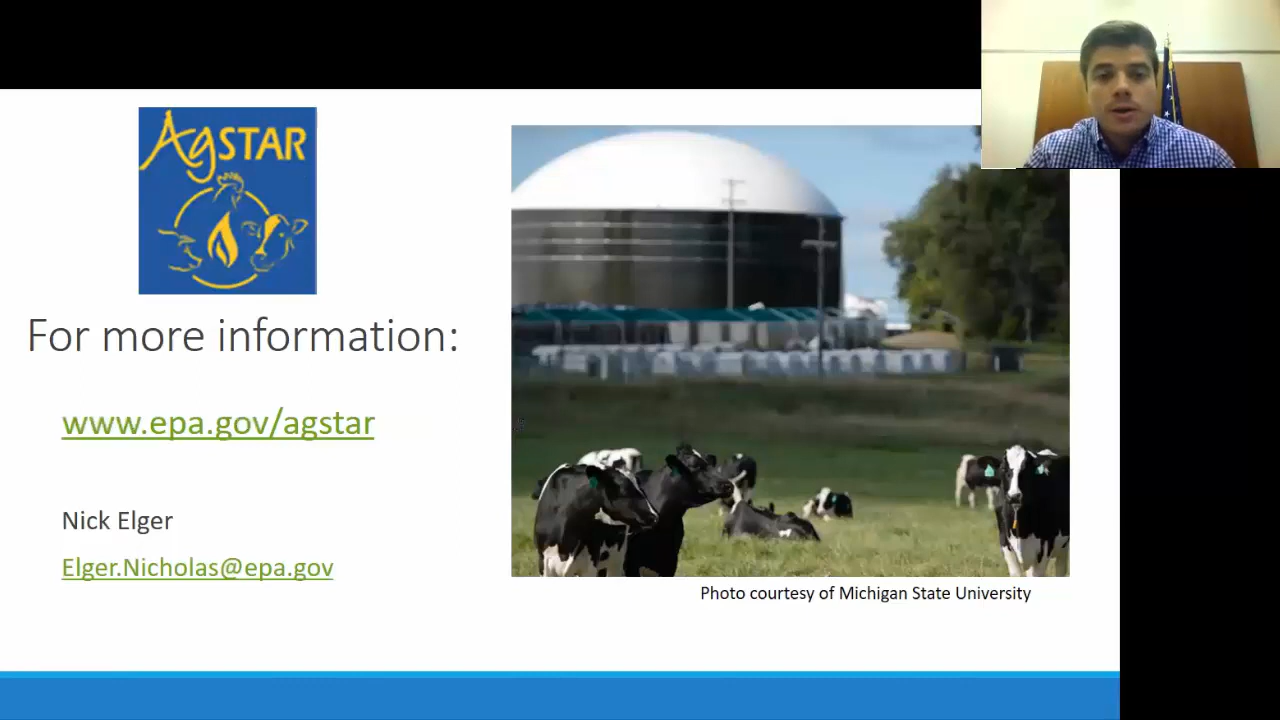 AgSTAR
For more information:
www.epa.gov/agstar
Nick Elger
Elger.Nicholas@epa.gov
Photo courtesy of Michigan State University